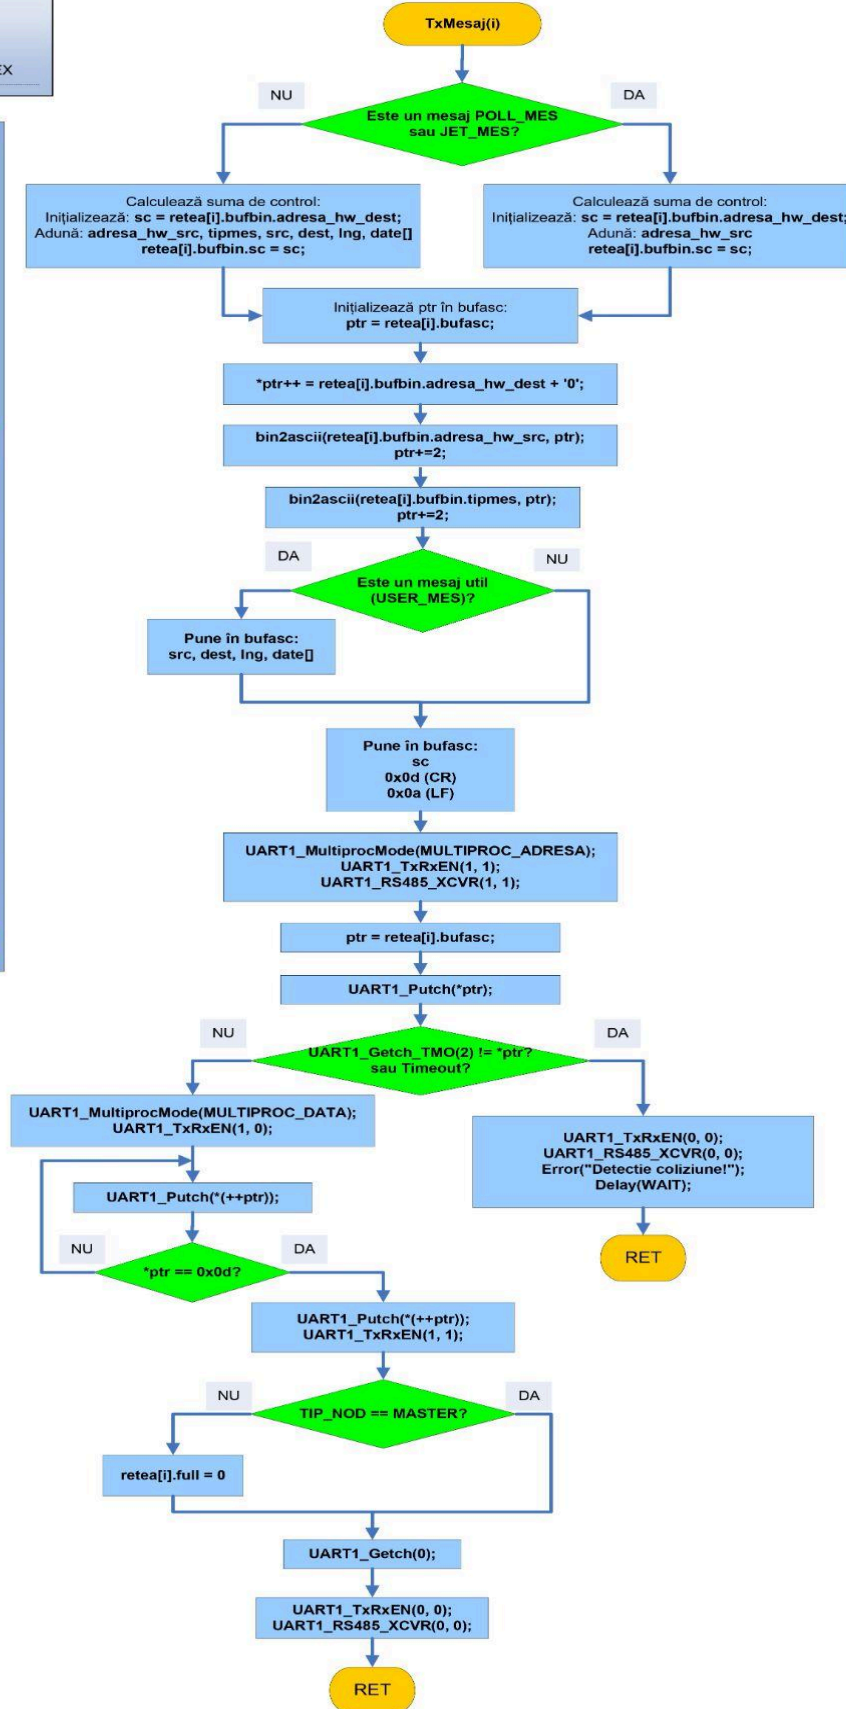 EX
TxMesaj(i)
NU
DA
Este un mesaj POLL_MES
sau JET_MES?
Calculează suma de control:
Inițializează: sc = retea[i].bufbin.adresa_hw_dest;
Adună: adresa_hw_src, tipmes, src, dest, lng, date[]
retea[i].bufbin.sc = sc;
Calculează suma de control:
Inițializează: sc = retea[i].bufbin.adresa_hw_dest;
Adună: adresa_hw_src
retea[i].bufbin.sc = sc;
Inițializează ptr în bufasc:
ptr = retea[i].bufasc;
*ptr++ = retea[i].bufbin.adresa_hw_dest + '0';
bin2ascii(retea[i].bufbin.adresa_hw_src, ptr);
ptr+=2;
bin2ascii(retea[i].bufbin.tipmes, ptr);
ptr+=2;
DA
NU
Este un mesaj util
(USER_MES)?
Pune în bufasc:
src, dest, lng, date[]
Pune în bufasc:
sc
0x0d (CR)
0x0a (LF)
UART1_MultiprocMode(MULTIPROC_ADRESA);
UART1_TxRxEN(1, 1);
UART1_RS485_XCVR(1, 1);
ptr = retea[i].bufasc;
UART1_Putch(*ptr);
NU
DA
UART1_Getch_TMO(2) != *ptr?
sau Timeout?
UART1_MultiprocMode(MULTIPROC_DATA);
UART1_TxRxEN(1, 0);
UART1_TxRxEN(0, 0);
UART1_RS485_XCVR(0, 0);
Error("Detectie coliziune!");
Delay(WAIT);
UART1_Putch(*(++ptr));
RET
NU
DA
*ptr == 0x0d?
UART1_Putch(*(++ptr));
UART1_TxRxEN(1, 1);
NU
DA
TIP_NOD == MASTER?
retea[i].full = 0
UART1_Getch(0);
UART1_TxRxEN(0, 0);
UART1_RS485_XCVR(0, 0);
RET